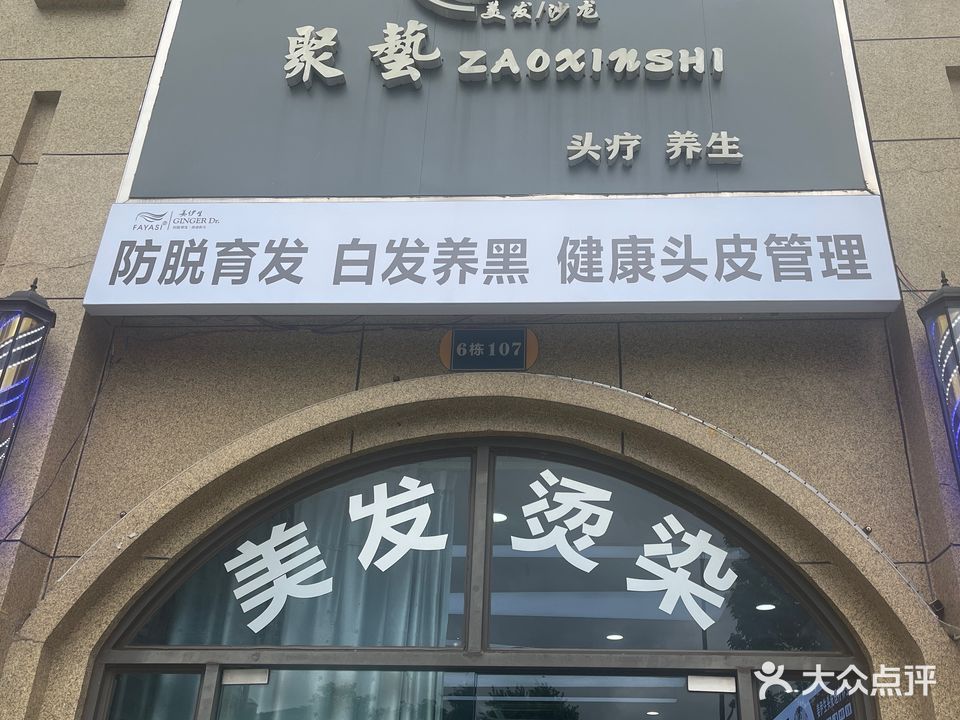 美发/沙龙
聚藝 ZAOXINSHI
头疗 养生
FAYASI® GINGER Dr.
防脱育发 白发养黑 健康头皮管理
6栋107
美发烫染
大众点评